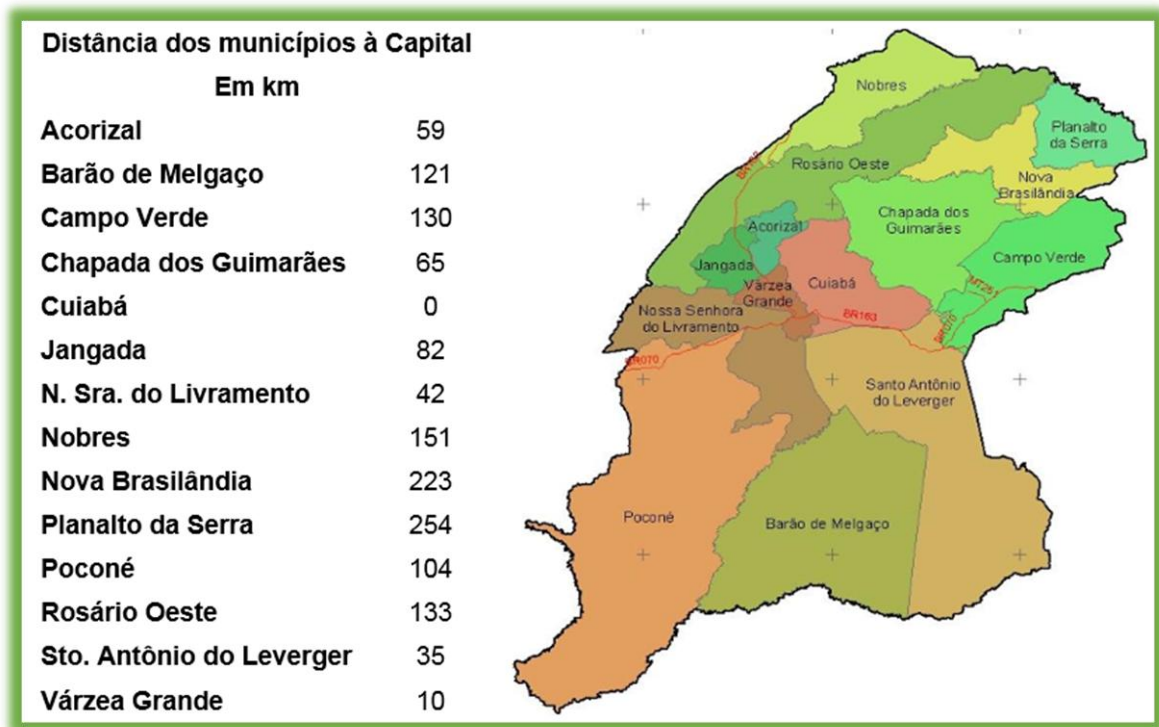 Distância dos municípios à Capital
Em km
Acorizal 59
Barão de Melgaço 121
Campo Verde 130
Chapada dos Guimarães 65
Cuiabá 0
Jangada 82
N. Sra. do Livramento 42
Nobres 151
Nova Brasilândia 223
Planalto da Serra 254
Poconé 104
Rosário Oeste 133
Sto. Antônio do Leverger 35
Várzea Grande 10
Nobres
Planalto
da Serra
Rosário Oeste
Nova
Brasilândia
Chapada dos
Guimarães
Acorizal
Campo Verde
Jangada
Cuiabá
Várzea
Grande
Nossa Senhora
do Livramento
BR163
BR070
BR070
Santo Antônio
do Leverger
Poconé
Barão de Melgaço